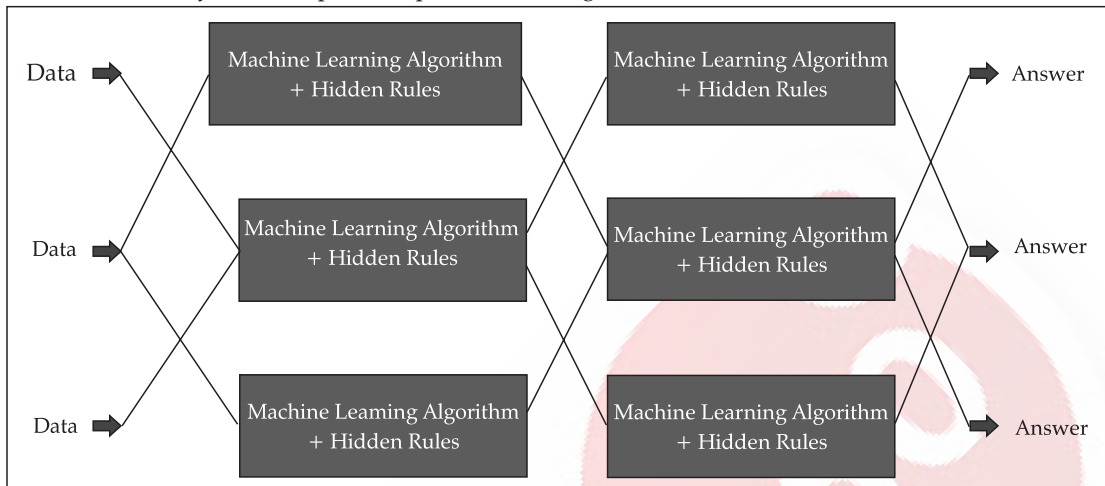 Data
Machine Learning Algorithm
+ Hidden Rules
Machine Learning Algorithm
+ Hidden Rules
Answer
Data
Machine Learning Algorithm
+ Hidden Rules
Machine Learning Algorithm
+ Hidden Rules
Answer
Data
Machine Leaming Algorithm
+ Hidden Rules
Machine Learning Algorithm
+ Hidden Rules
Answer